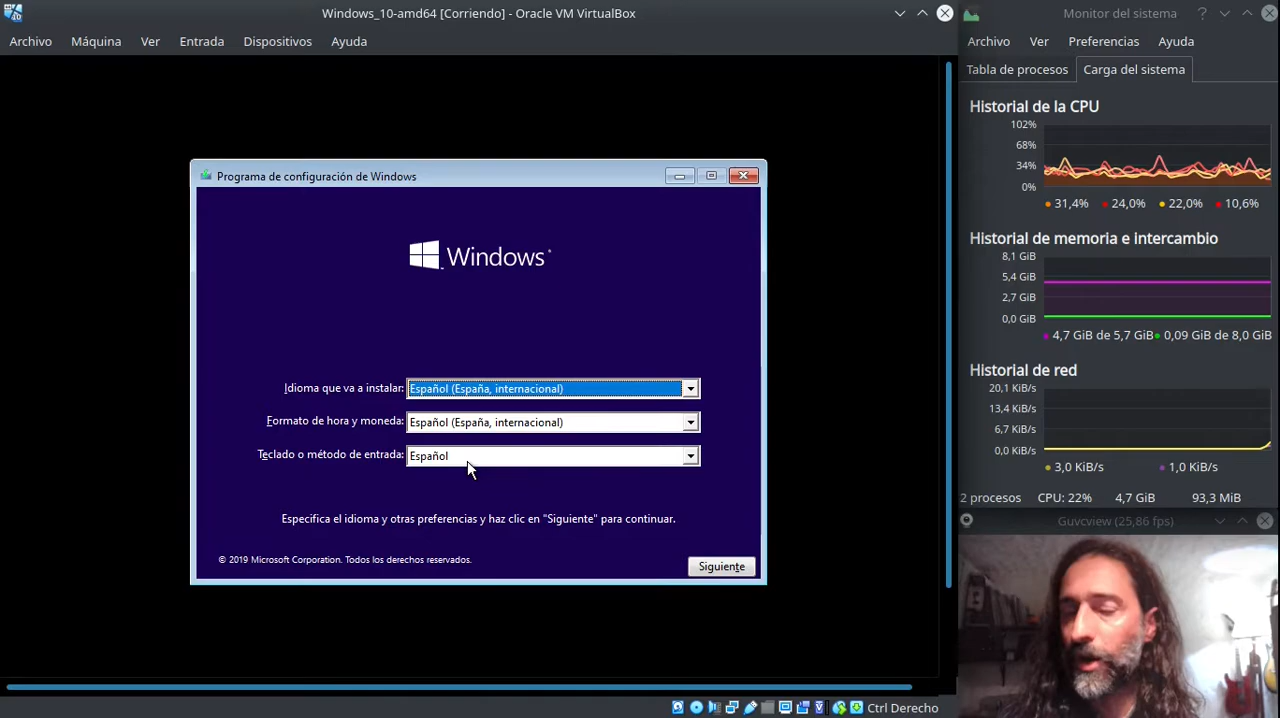 Windows_10-amd64 [Corriendo] - Oracle VM VirtualBox
Archivo Máquina Ver Entrada Dispositivos Ayuda
Programa de configuración de Windows
Windows
Idioma que va a instalar: Español (España, internacional)
Formato de hora y moneda: Español (España, internacional)
Teclado o método de entrada: Español
Especifica el idioma y otras preferencias y haz clic en "Siguiente" para continuar.
© 2019 Microsoft Corporation. Todos los derechos reservados.
Siguiente
Ctrl Derecho
Monitor del sistema
Archivo Ver Preferencias Ayuda
Tabla de procesos Carga del sistema
Historial de la CPU
102%
68%
34%
0%
31,4% 24,0% 22,0% 10,6%
Historial de memoria e intercambio
8,1 GiB
5,4 GiB
2,7 GiB
0,0 GiB
4,7 GiB de 5,7 GiB 0,09 GiB de 8,0 GiB
Historial de red
20,1 KiB/s
13,4 KiB/s
6,7 KiB/s
0,0 KiB/s
3,0 KiB/s 1,0 KiB/s
2 procesos CPU: 22% 4,7 GiB 93,3 MiB
Guvcview (25,86 fps)